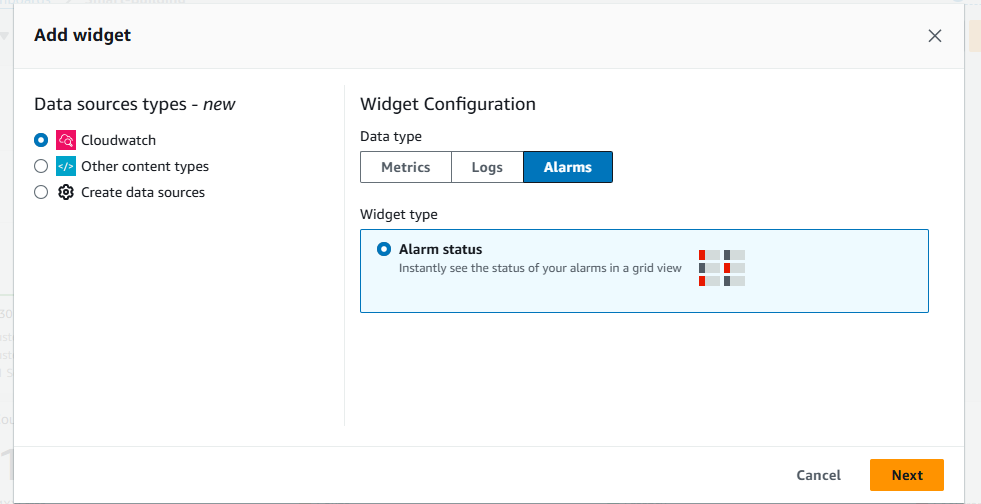 Add widget
Data sources types - new
Cloudwatch
Other content types
Create data sources
Widget Configuration
Data type
Metrics
Logs
Alarms
Widget type
Alarm status
Instantly see the status of your alarms in a grid view
Cancel
Next